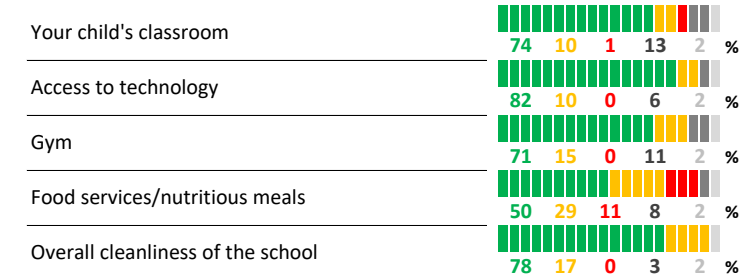 Your child's classroom
74 10 1 13 2 %
Access to technology
82 10 0 6 2 %
Gym
71 15 0 11 2 %
Food services/nutritious meals
50 29 11 8 2 %
Overall cleanliness of the school
78 17 0 3 2 %